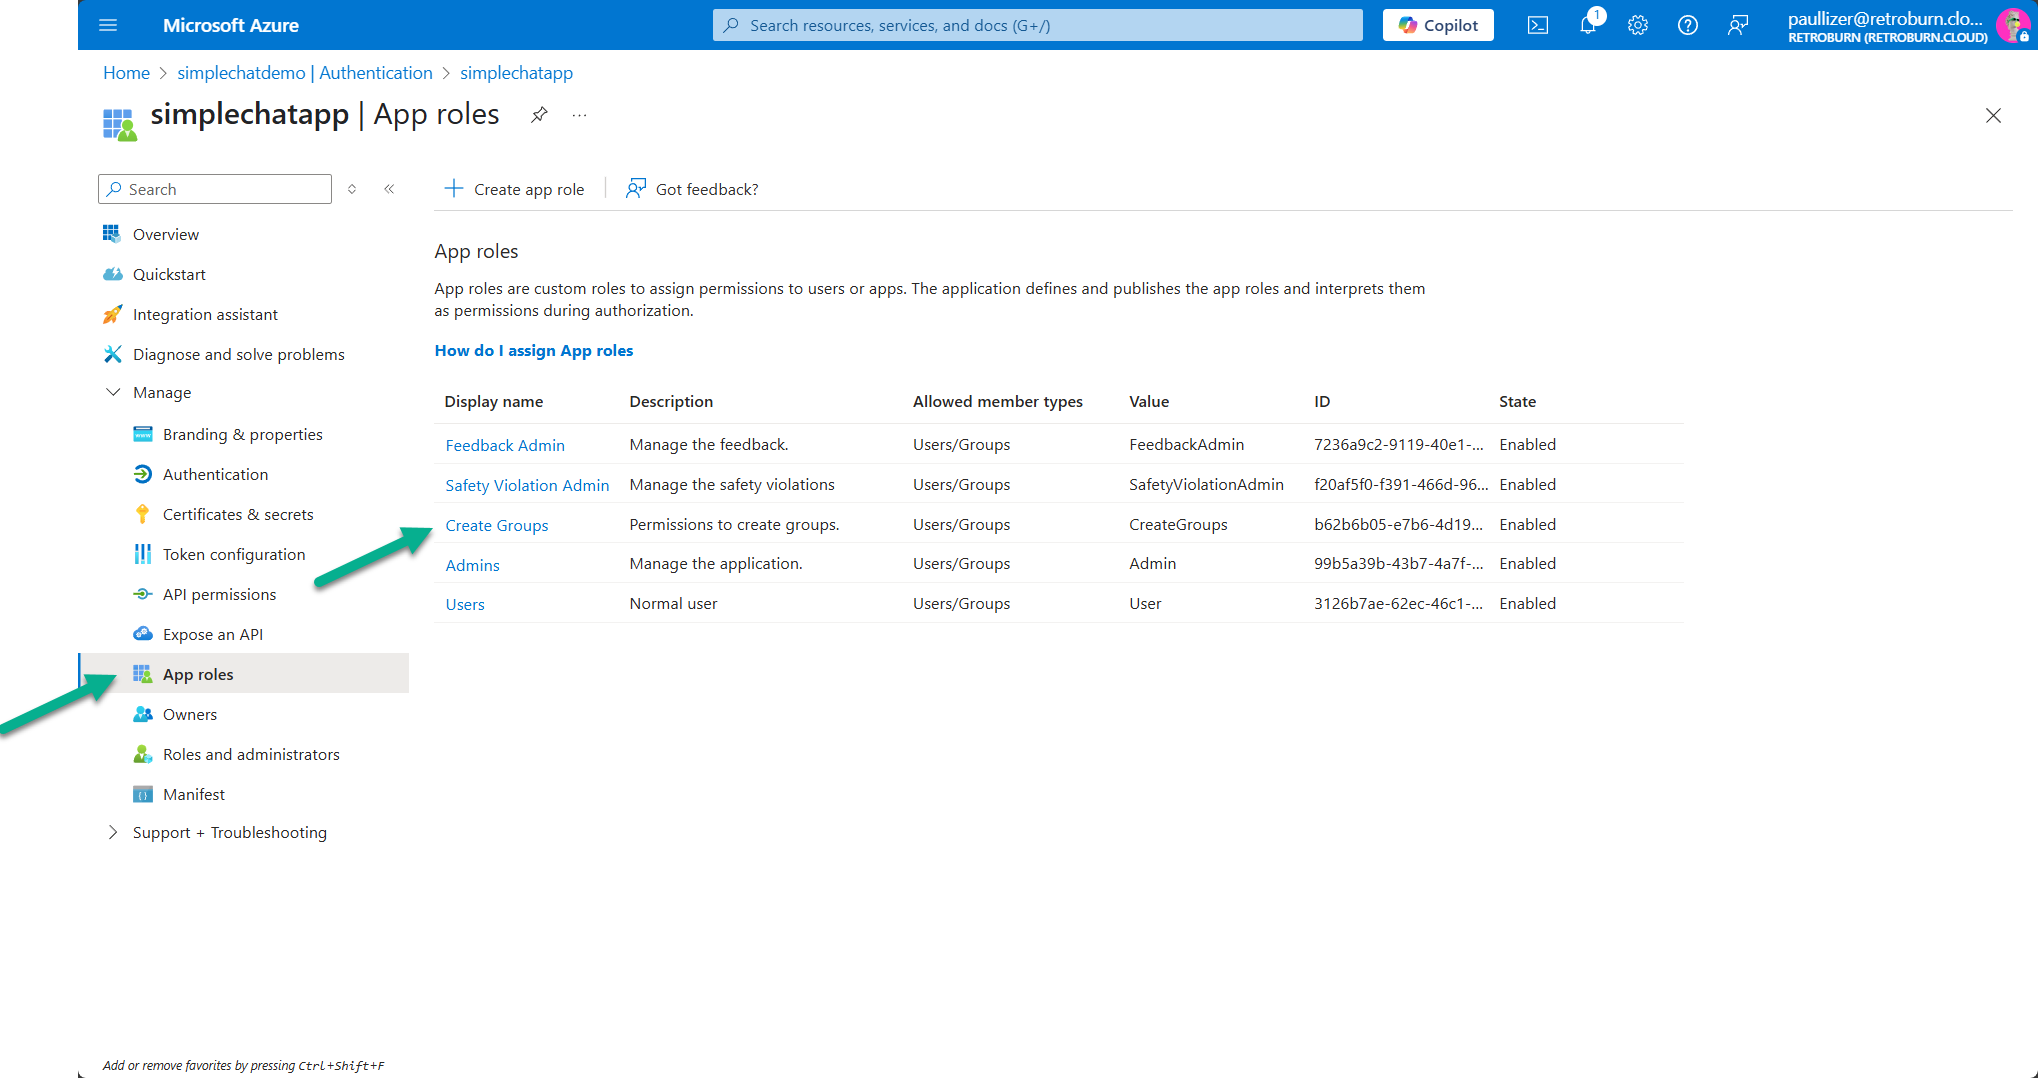 Microsoft Azure
Search resources, services, and docs (G+/)
Copilot
1
paullizer@retroburn.clo...
RETROBURN (RETROBURN.CLOUD)
Home > simplechatdemo | Authentication > simplechatapp
simplechatapp | App roles
Search
Create app role
Got feedback?
Overview
Quickstart
Integration assistant
Diagnose and solve problems
Manage
Branding & properties
Authentication
Certificates & secrets
Token configuration
API permissions
Expose an API
App roles
Owners
Roles and administrators
Manifest
Support + Troubleshooting
App roles
App roles are custom roles to assign permissions to users or apps. The application defines and publishes the app roles and interprets them
as permissions during authorization.
How do I assign App roles
Display name Description Allowed member types Value ID State
Feedback Admin Manage the feedback. Users/Groups FeedbackAdmin 7236a9c2-9119-40e1-... Enabled
Safety Violation Admin Manage the safety violations Users/Groups SafetyViolationAdmin f20af5f0-f391-466d-96... Enabled
Create Groups Permissions to create groups. Users/Groups CreateGroups b62b6b05-e7b6-4d19... Enabled
Admins Manage the application. Users/Groups Admin 99b5a39b-43b7-4a7f-... Enabled
Users Normal user Users/Groups User 3126b7ae-62ec-46c1-... Enabled
Add or remove favorites by pressing Ctrl+Shift+F